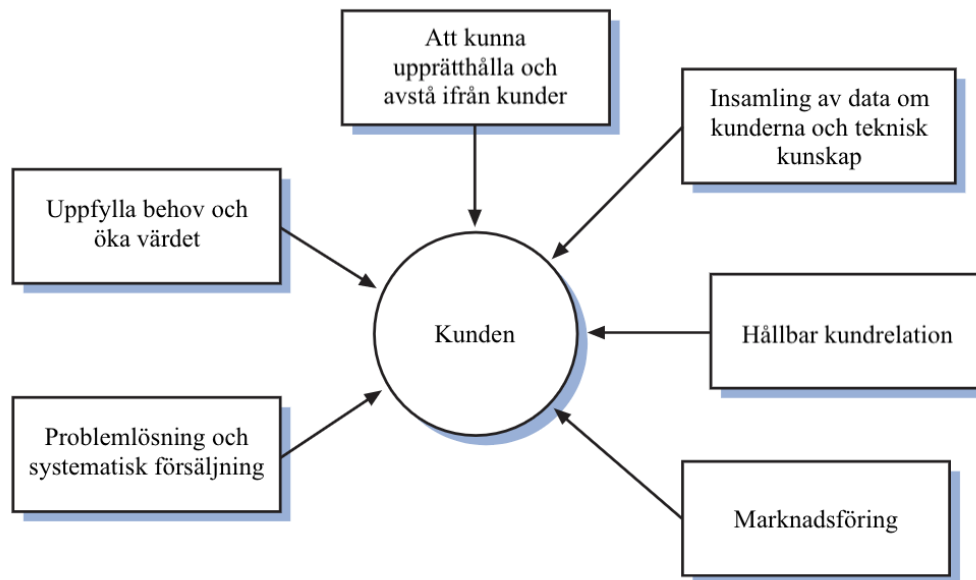 Att kunna
upprätthålla och
avstå ifrån kunder
Insamling av data om
kunderna och teknisk
kunskap
Uppfylla behov och
öka värdet
Kunden
Hållbar kundrelation
Problemlösning och
systematisk försäljning
Marknadsföring